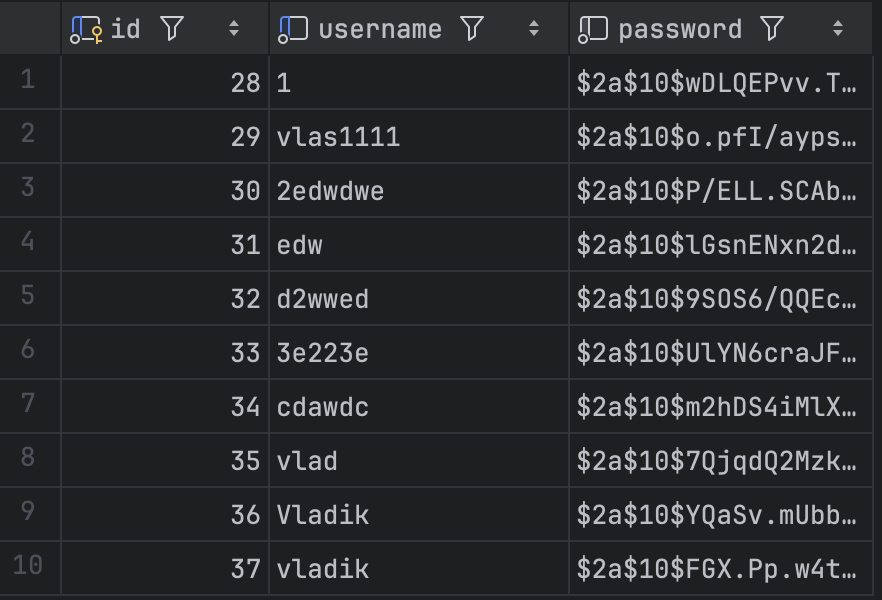 id username password
1 28 1 $2a$10$wDLQEPvv.T…
2 29 vlas1111 $2a$10$o.pfI/ayps…
3 30 2edwdwe $2a$10$P/ELL.SCAb…
4 31 edw $2a$10$lGsnENxn2d…
5 32 d2wwed $2a$10$9SOS6/QQEc…
6 33 3e223e $2a$10$UlYN6craJF…
7 34 cdawdc $2a$10$m2hDS4iMlX…
8 35 vlad $2a$10$7QjqdQ2Mzk…
9 36 Vladik $2a$10$YQaSv.mUbb…
10 37 vladik $2a$10$FGX.Pp.w4t…